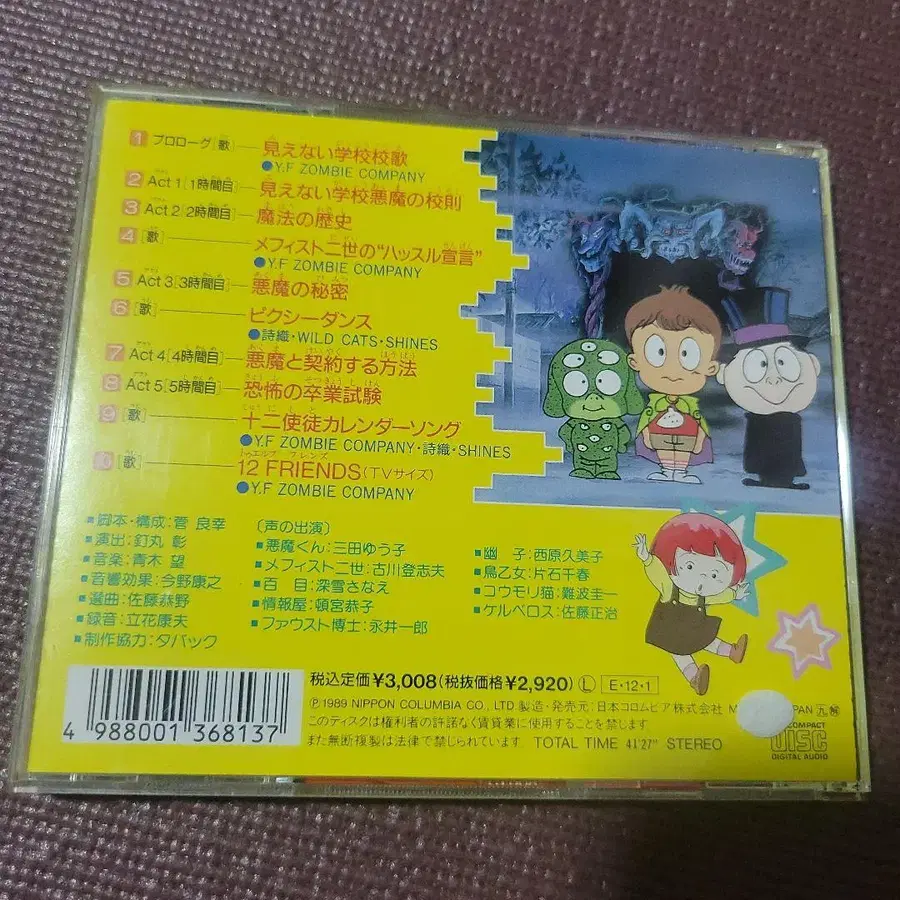 1 プロローグ[歌] 見えない学校校歌
●Y.F ZOMBIE COMPANY
2 Act 1[1時間目] 見えない学校悪魔の校則
3 Act 2[2時間目] 魔法の歴史
4 [歌] メフィスト二世の"ハッスル宣言"
●Y.F ZOMBIE COMPANY
5 Act 3[3時間目] 悪魔の秘密
6 [歌] ピクシーダンス
●詩織・WILD CATS・SHINES
7 Act 4[4時間目] 悪魔と契約する方法
8 Act 5[5時間目] 恐怖の卒業試験
9 [歌] 十二使徒カレンダーソング
●Y.F ZOMBIE COMPANY・詩織・SHINES
10 [歌] 12 FRIENDS(TVサイズ)
●Y.F ZOMBIE COMPANY
■脚本・構成:菅 良幸
■演出:釘丸 彰
■音楽:青木 望
■音響効果:今野康之
■選曲:佐藤恭野
■録音:立花康夫
■制作協力:タバック
〔声の出演〕
■悪魔くん:三田ゆう子
■メフィスト二世:古川登志夫
■百 目:深雪さなえ
■情報屋:頓宮恭子
■ファウスト博士:永井一郎
■幽 子:西原久美子
■鳥乙女:片石千春
■コウモリ猫:難波圭一
■ケルベロス:佐藤正治
4 988001 368137
税込定価¥3,008(税抜価格¥2,920) Ⓛ E・12・1
Ⓟ1989 NIPPON COLUMBIA CO., LTD 製造・発売元:日本コロムビア株式会社
このディスクは権利者の許諾なく賃貸業に使用することを禁じます
また無断複製は法律で禁じられています. TOTAL TIME 41'27" STEREO
COMPACT
DISC
DIGITAL AUDIO